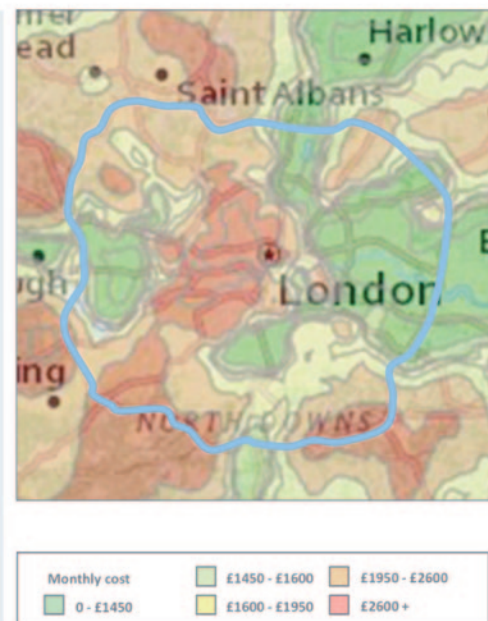 ead
Harlow
Saint Albans
ugh
London
ing
NORTH DOWNS
Monthly cost
0 - £1450
£1450 - £1600
£1600 - £1950
£1950 - £2600
£2600 +